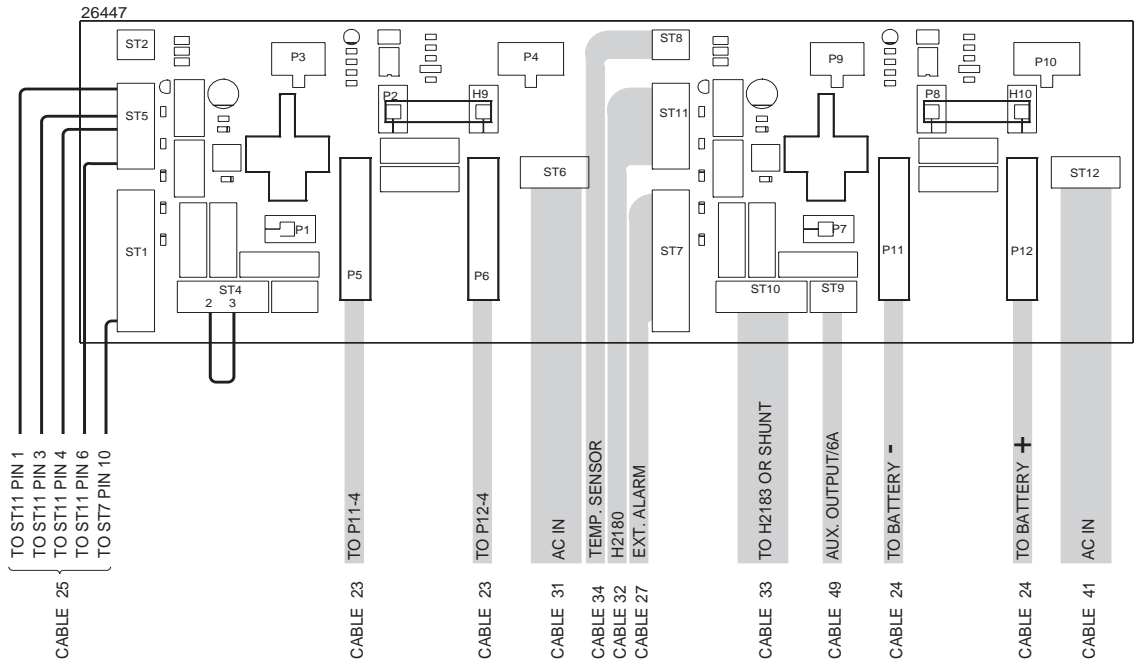 26447
ST2
P3
P4
ST8
P9
P10
P2
H9
P8
H10
ST5
ST11
ST6
ST12
ST1
P1
P5
P6
ST7
P7
P11
P12
ST4
2 3
ST10
ST9
TO ST11 PIN 1
TO ST11 PIN 3
TO ST11 PIN 4
TO ST11 PIN 6
TO ST7 PIN 10
TO P11-4
TO P12-4
AC IN
TEMP. SENSOR
H2180
EXT. ALARM
TO H2183 OR SHUNT
AUX. OUTPUT/6A
TO BATTERY -
TO BATTERY +
AC IN
CABLE 25
CABLE 23
CABLE 23
CABLE 31
CABLE 34
CABLE 32
CABLE 27
CABLE 33
CABLE 49
CABLE 24
CABLE 24
CABLE 41